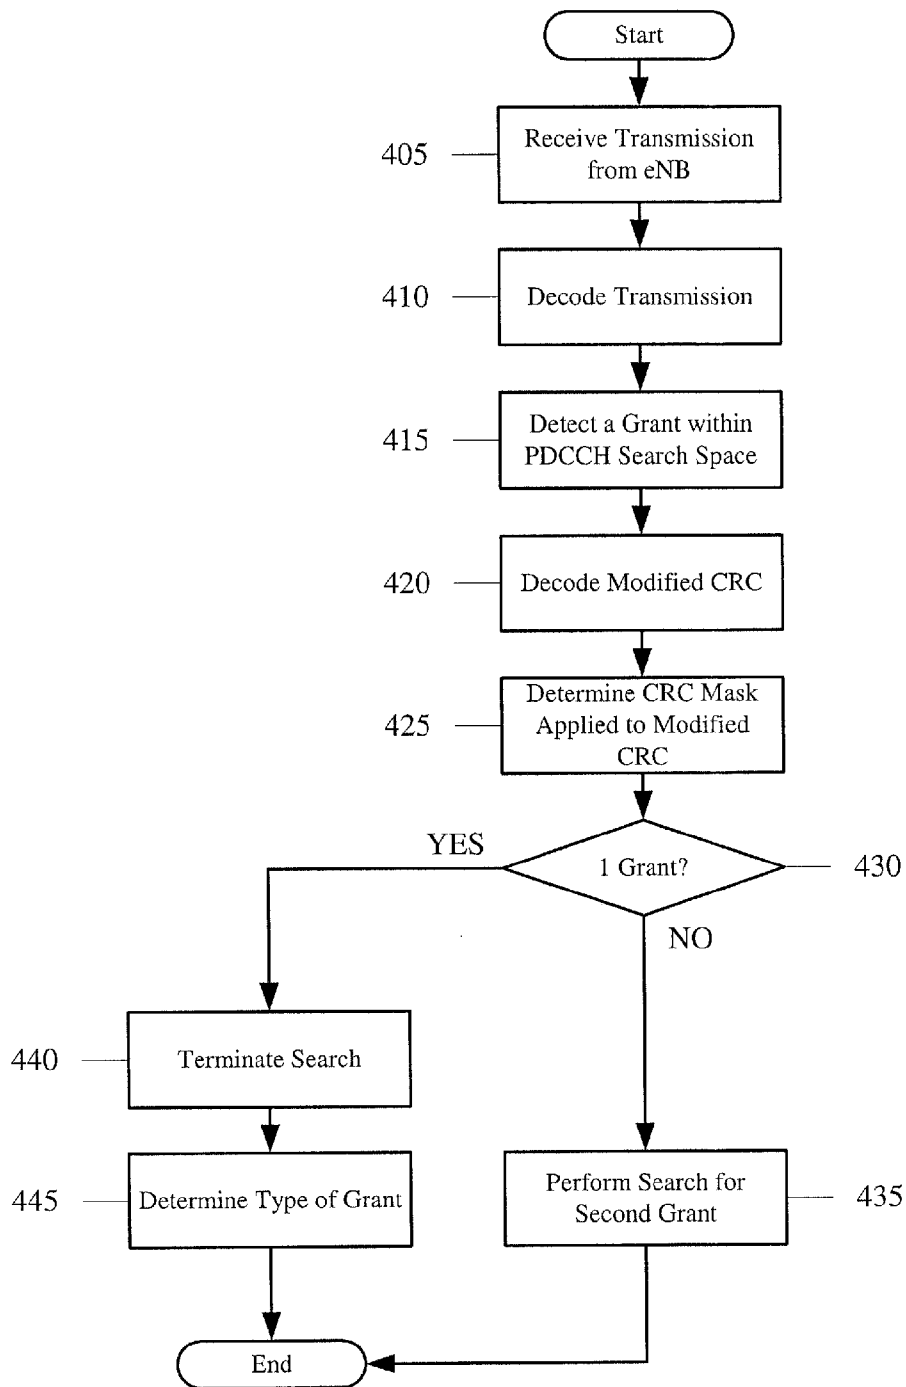 Start
405
Receive Transmission
from eNB
410
Decode Transmission
415
Detect a Grant within
PDCCH Search Space
420
Decode Modified CRC
425
Determine CRC Mask
Applied to Modified
CRC
YES
1 Grant?
430
NO
440
Terminate Search
445
Determine Type of Grant
Perform Search for
Second Grant
435
End